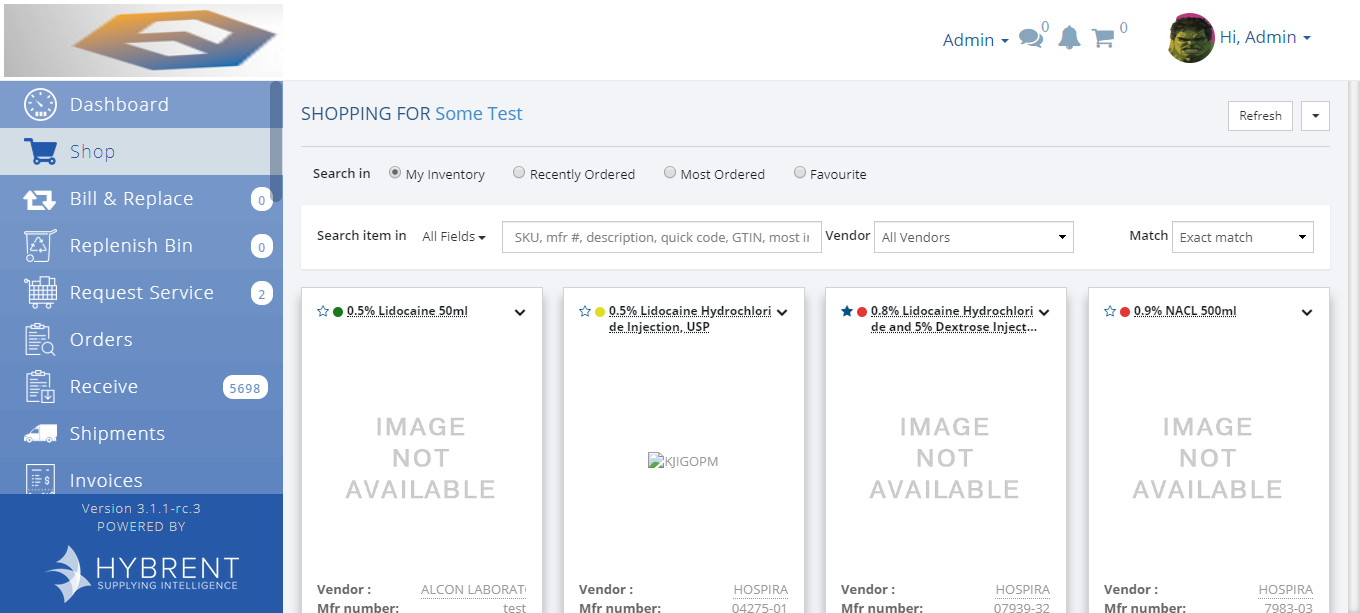 Admin
0
0
Hi, Admin
Dashboard
Shop
Bill & Replace
0
Replenish Bin
0
Request Service
2
Orders
Receive
5698
Shipments
Invoices
Version 3.1.1-rc.3
POWERED BY
HYBRENT
SUPPLYING INTELLIGENCE
SHOPPING FOR Some Test
Refresh
Search in
My Inventory
Recently Ordered
Most Ordered
Favourite
Search item in
All Fields
SKU, mfr #, description, quick code, GTIN, most i
Vendor
All Vendors
Match
Exact match
0.5% Lidocaine 50ml
IMAGE
NOT
AVAILABLE
Vendor :
ALCON LABORAT
Mfr number:
test
0.5% Lidocaine Hydrochlori
de Injection, USP
KJIGOPM
Vendor :
HOSPIRA
Mfr number:
04275-01
0.8% Lidocaine Hydrochlori
de and 5% Dextrose Inject...
IMAGE
NOT
AVAILABLE
Vendor :
HOSPIRA
Mfr number:
07939-32
0.9% NACL 500ml
IMAGE
NOT
AVAILABLE
Vendor :
HOSPIRA
Mfr number:
7983-03